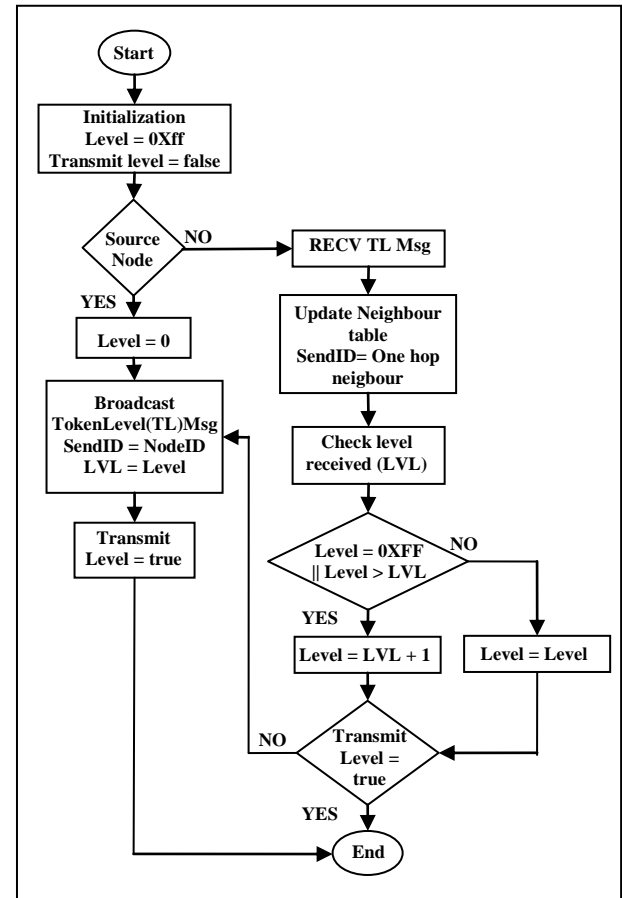 Start
Initialization
Level = 0Xff
Transmit level = false
Source
Node
NO
YES
Level = 0
Broadcast
TokenLevel(TL)Msg
SendID = NodeID
LVL = Level
Transmit
Level = true
RECV TL Msg
Update Neighbour
table
SendID= One hop
neigbour
Check level
received (LVL)
Level = 0XFF
|| Level > LVL
NO
YES
Level = LVL + 1
Level = Level
Transmit
Level =
true
NO
YES
End